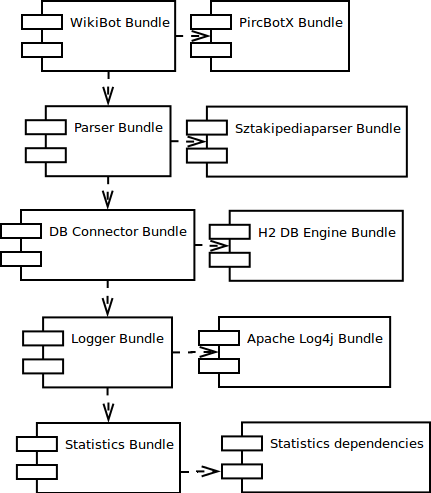 WikiBot Bundle
PircBotX Bundle
Parser Bundle
Sztakipediaparser Bundle
DB Connector Bundle
H2 DB Engine Bundle
Logger Bundle
Apache Log4j Bundle
Statistics Bundle
Statistics dependencies